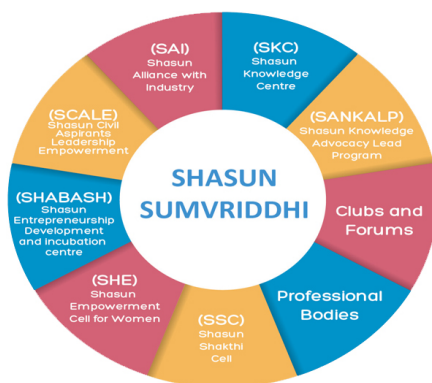 (SAI)
Shasun
Alliance with
Industry
(SKC)
Shasun
Knowledge
Centre
(SANKALP)
Shasun Knowledge
Advocacy Lead
Program
Clubs and
Forums
Professional
Bodies
(SSC)
Shasun
Shakthi
Cell
(SHE)
Shasun
Empowerment
Cell for Women
(SHABASH)
Shasun
Entrepreneurship
Development
and incubation
centre
(SCALE)
Shasun Civil
Aspirants
Leadership
Empowerment
SHASUN
SUMVRIDDHI